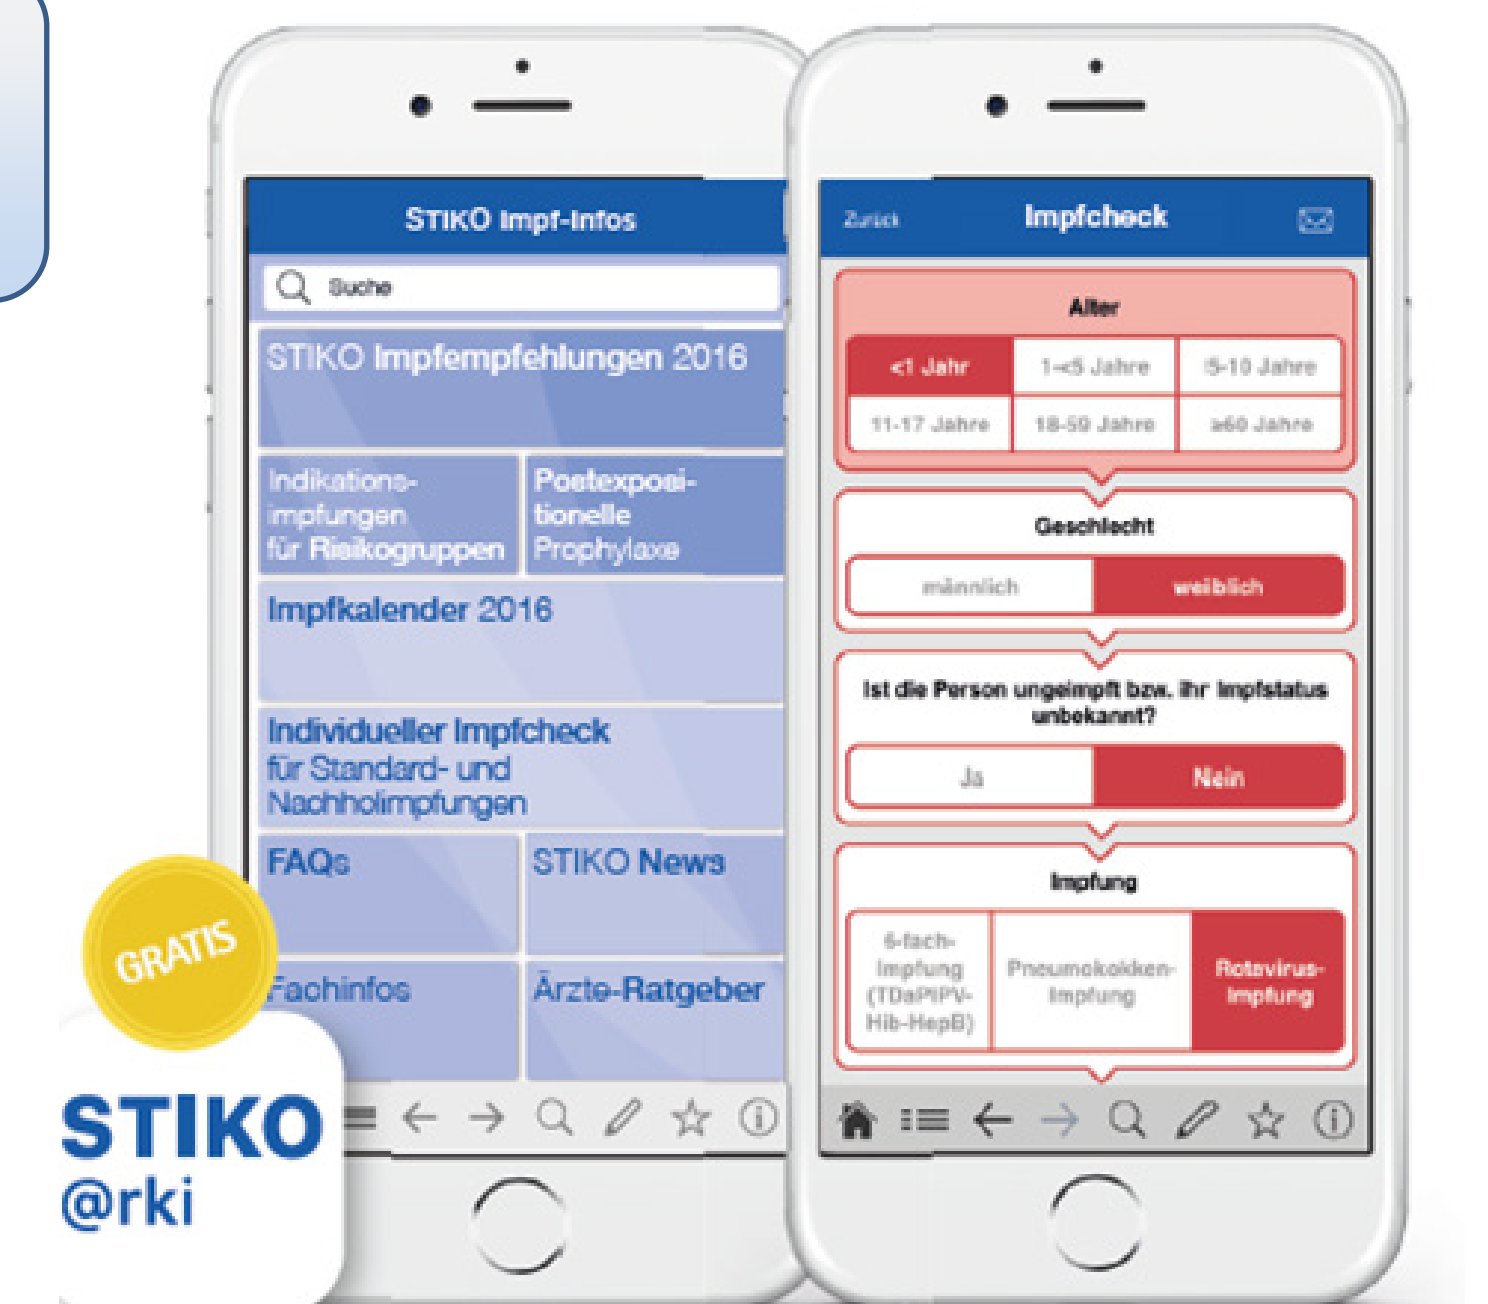 STIKO Impf-Infos
Suche
STIKO Impfempfehlungen 2016
Indikations-
impfungen
für Risikogruppen
Postexposi-
tionelle
Prophylaxe
Impfkalender 2016
Individueller Impfcheck
für Standard- und
Nachholimpfungen
FAQs
STIKO News
Fachinfos
Ärzte-Ratgeber
GRATIS
STIKO
@rki
Zurück
Impfcheck
Alter
<1 Jahr
1-<5 Jahre
5-10 Jahre
11-17 Jahre
18-59 Jahre
≥60 Jahre
Geschlecht
männlich
weiblich
Ist die Person ungeimpft bzw. ihr Impfstatus
unbekannt?
Ja
Nein
Impfung
6-fach-
Impfung
(TDaPIPV-
Hib-HepB)
Pneumokokken-
Impfung
Rotavirus-
Impfung